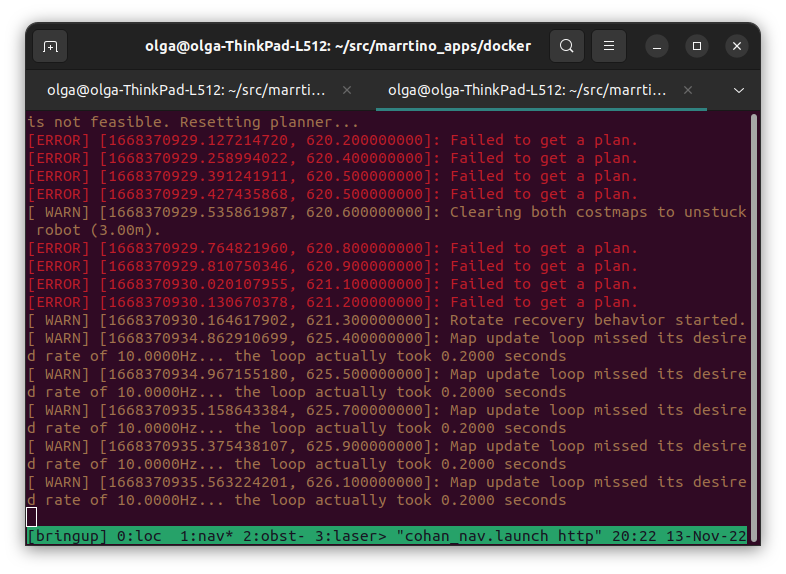 olga@olga-ThinkPad-L512: ~/src/marrtino_apps/docker
olga@olga-ThinkPad-L512: ~/src/marrti…
olga@olga-ThinkPad-L512: ~/src/marrti…
is not feasible. Resetting planner...
[ERROR] [1668370929.127214720, 620.200000000]: Failed to get a plan.
[ERROR] [1668370929.258994022, 620.400000000]: Failed to get a plan.
[ERROR] [1668370929.391241911, 620.500000000]: Failed to get a plan.
[ERROR] [1668370929.427435868, 620.500000000]: Failed to get a plan.
[ WARN] [1668370929.535861987, 620.600000000]: Clearing both costmaps to unstuck
 robot (3.00m).
[ERROR] [1668370929.764821960, 620.800000000]: Failed to get a plan.
[ERROR] [1668370929.810750346, 620.900000000]: Failed to get a plan.
[ERROR] [1668370930.020107955, 621.100000000]: Failed to get a plan.
[ERROR] [1668370930.130670378, 621.200000000]: Failed to get a plan.
[ WARN] [1668370930.164617902, 621.300000000]: Rotate recovery behavior started.
[ WARN] [1668370934.862910699, 625.400000000]: Map update loop missed its desire
d rate of 10.0000Hz... the loop actually took 0.2000 seconds
[ WARN] [1668370934.967155180, 625.500000000]: Map update loop missed its desire
d rate of 10.0000Hz... the loop actually took 0.2000 seconds
[ WARN] [1668370935.158643384, 625.700000000]: Map update loop missed its desire
d rate of 10.0000Hz... the loop actually took 0.2000 seconds
[ WARN] [1668370935.375438107, 625.900000000]: Map update loop missed its desire
d rate of 10.0000Hz... the loop actually took 0.2000 seconds
[ WARN] [1668370935.563224201, 626.100000000]: Map update loop missed its desire
d rate of 10.0000Hz... the loop actually took 0.2000 seconds
[bringup] 0:loc  1:nav* 2:obst- 3:laser> "cohan_nav.launch http" 20:22 13-Nov-22